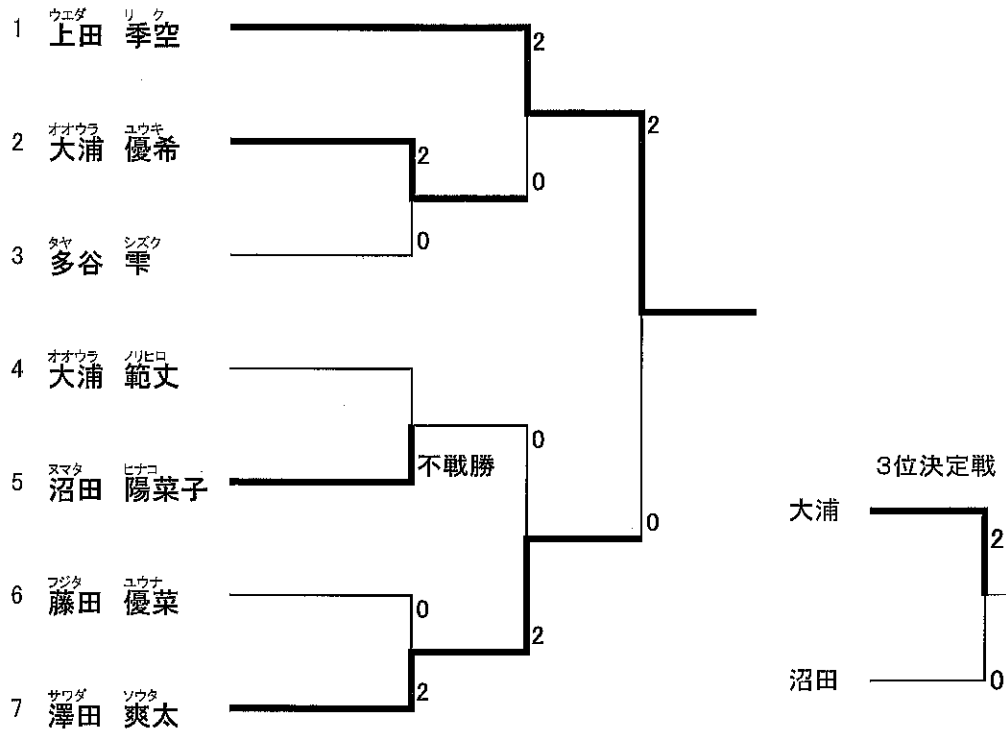 ウエダ リク
1 上田 季空
2
オオウラ ユウキ
2 大浦 優希
2
0
2
0
タヤ シズク
3 多谷 雫
オオウラ ノリヒロ
4 大浦 範丈
0
不戦勝
ヌマタ ヒナコ
5 沼田 陽菜子
0
フジタ ユウナ
6 藤田 優菜
0
2
2
サワダ ソウタ
7 澤田 爽太
3位決定戦
大浦
2
沼田
0